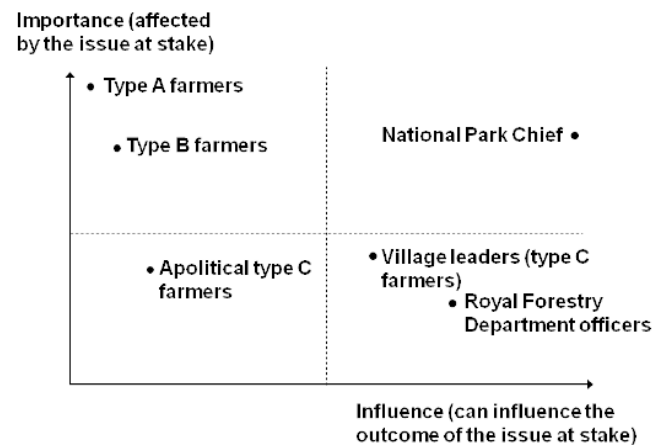 Importance (affected
by the issue at stake)
Type A farmers
National Park Chief
Type B farmers
Village leaders (type C
farmers)
Apolitical type C
farmers
Royal Forestry
Department officers
Influence (can influence the
outcome of the issue at stake)